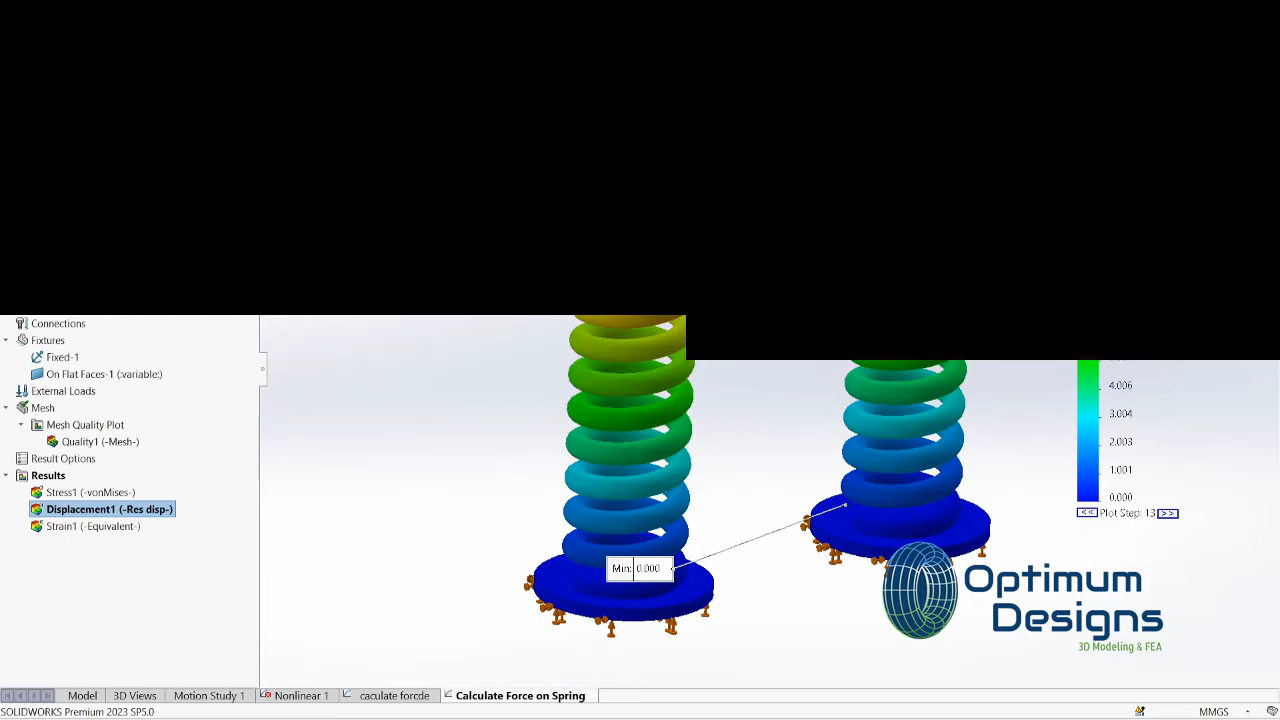 Connections
Fixtures
Fixed-1
On Flat Faces-1 (:variable:)
External Loads
Mesh
Mesh Quality Plot
Quality1 (-Mesh-)
Result Options
Results
Stress1 (-vonMises-)
Displacement1 (-Res disp-)
Strain1 (-Equivalent-)
Min: 0.000
4.006
3.004
2.003
1.001
0.000
<< Plot Step: 13 >>
Optimum
Designs
3D Modeling & FEA
Model 3D Views Motion Study 1 Nonlinear 1 caculate forcde Calculate Force on Spring
SOLIDWORKS Premium 2023 SP5.0 MMGS